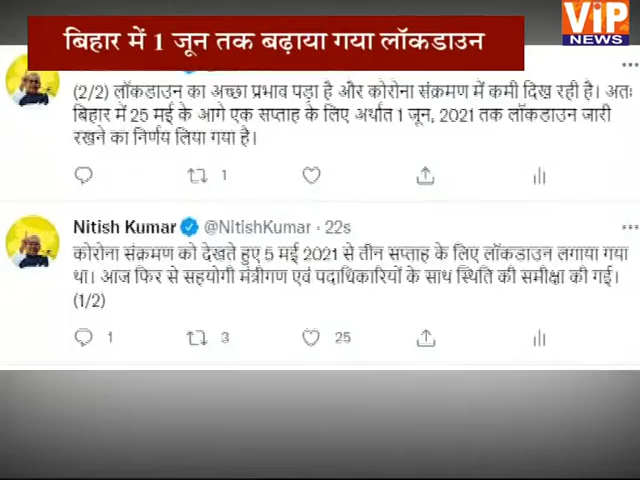 ViP
NEWS
बिहार में 1 जून तक बढ़ाया गया लॉकडाउन
(2/2) लॉकडाउन का अच्छा प्रभाव पड़ा है और कोरोना संक्रमण में कमी दिख रही है। अतः
बिहार में 25 मई के आगे एक सप्ताह के लिए अर्थात 1 जून, 2021 तक लॉकडाउन जारी
रखने का निर्णय लिया गया है।
1
Nitish Kumar @NitishKumar · 22s
कोरोना संक्रमण को देखते हुए 5 मई 2021 से तीन सप्ताह के लिए लॉकडाउन लगाया गया
था। आज फिर से सहयोगी मंत्रीगण एवं पदाधिकारियों के साथ स्थिति की समीक्षा की गई।
(1/2)
1 3 25